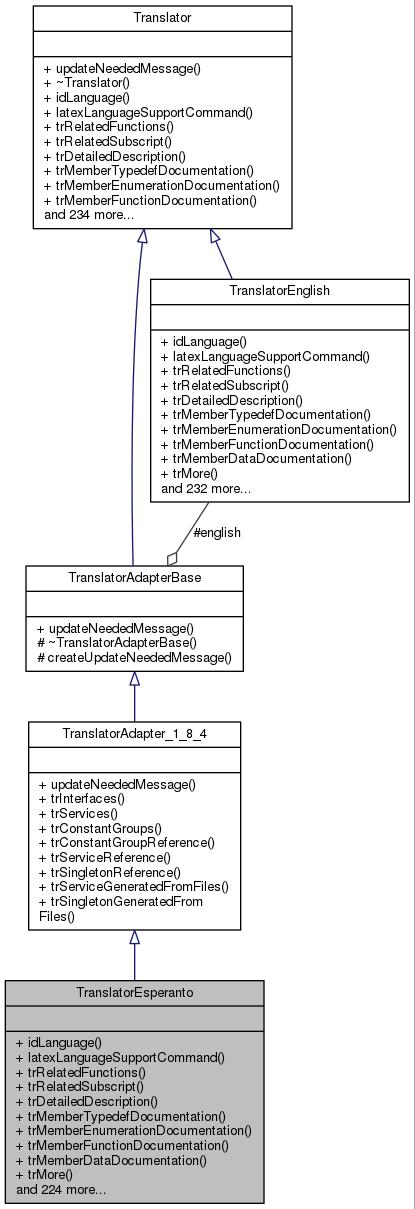 Translator
+ updateNeededMessage()
+ ~Translator()
+ idLanguage()
+ latexLanguageSupportCommand()
+ trRelatedFunctions()
+ trRelatedSubscript()
+ trDetailedDescription()
+ trMemberTypedefDocumentation()
+ trMemberEnumerationDocumentation()
+ trMemberFunctionDocumentation()
and 234 more...
TranslatorEnglish
+ idLanguage()
+ latexLanguageSupportCommand()
+ trRelatedFunctions()
+ trRelatedSubscript()
+ trDetailedDescription()
+ trMemberTypedefDocumentation()
+ trMemberEnumerationDocumentation()
+ trMemberFunctionDocumentation()
+ trMemberDataDocumentation()
+ trMore()
and 232 more...
#english
TranslatorAdapterBase
+ updateNeededMessage()
# ~TranslatorAdapterBase()
# createUpdateNeededMessage()
TranslatorAdapter_1_8_4
+ updateNeededMessage()
+ trInterfaces()
+ trServices()
+ trConstantGroups()
+ trConstantGroupReference()
+ trServiceReference()
+ trSingletonReference()
+ trServiceGeneratedFromFiles()
+ trSingletonGeneratedFrom
Files()
TranslatorEsperanto
+ idLanguage()
+ latexLanguageSupportCommand()
+ trRelatedFunctions()
+ trRelatedSubscript()
+ trDetailedDescription()
+ trMemberTypedefDocumentation()
+ trMemberEnumerationDocumentation()
+ trMemberFunctionDocumentation()
+ trMemberDataDocumentation()
+ trMore()
and 224 more...